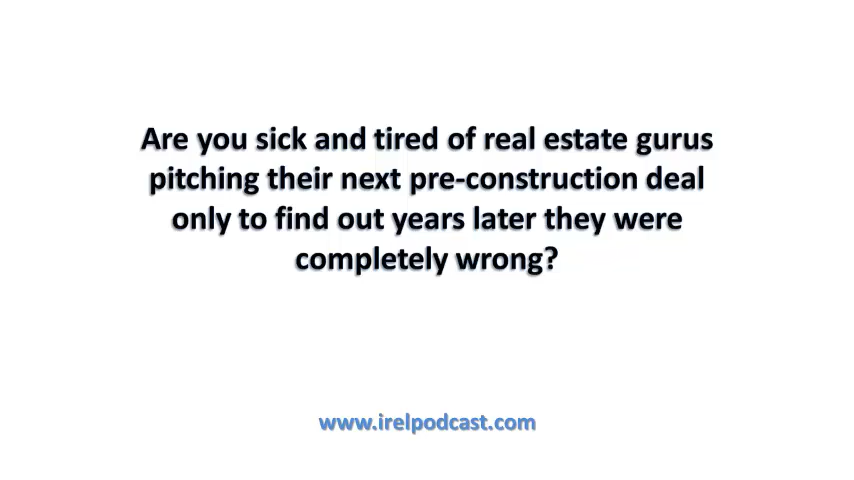 Are you sick and tired of real estate gurus
pitching their next pre-construction deal
only to find out years later they were
completely wrong?
www.irelpodcast.com